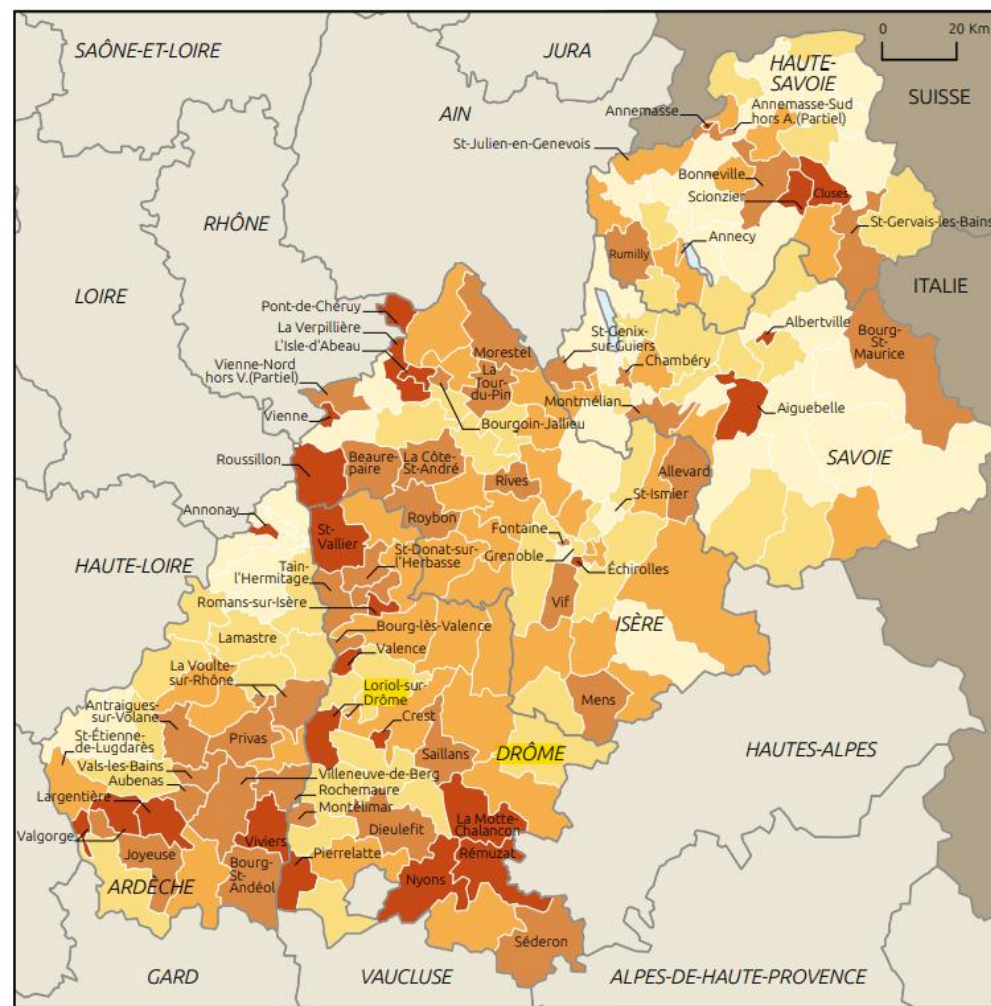 SAÔNE-ET-LOIRE
JURA
0 20 Km
HAUTE-
SAVOIE
SUISSE
AIN
Annemasse
Annemasse-Sud
hors A.(Partiel)
St-Julien-en-Genevois
Bonneville
Scionzier
Cluses
RHÔNE
St-Gervais-les-Bains
Annecy
Rumilly
LOIRE
ITALIE
Pont-de-Chéruy
La Verpillière
L'Isle-d'Abeau
Vienne-Nord
hors V.(Partiel)
Morestel
La
Tour-
du-Pin
St-Genix-
sur-Guiers
Albertville
Bourg-
St-
Maurice
Chambéry
Montmélian
Vienne
Bourgoin-Jallieu
Aiguebelle
Roussillon
Beaure-
paire
La Côte-
St-André
Rives
Allevard
SAVOIE
St-Ismier
Annonay
Roybon
St-
Vallier
Fontaine
Grenoble
Échirolles
HAUTE-LOIRE
St-Donat-sur-
l'Herbasse
Tain-
l'Hermitage
Romans-sur-Isère
Vif
Bourg-lès-Valence
ISÈRE
Lamastre
Valence
La Voulte-
sur-Rhône
Loriol-sur-
Drôme
Mens
Antraigues-
sur-Volane
Crest
Privas
Saillans
DRÔME
HAUTES-ALPES
St-Étienne-
de-Lugdarès
Vals-les-Bains
Aubenas
Villeneuve-de-Berg
Rochemaure
Montélimar
Largentière
La Motte-
Chalancon
Dieulefit
Valgorge
Viviers
Joyeuse
Pierrelatte
Rémuzat
Nyons
Bourg-
St-
Andéol
ARDÈCHE
Séderon
GARD
VAUCLUSE
ALPES-DE-HAUTE-PROVENCE